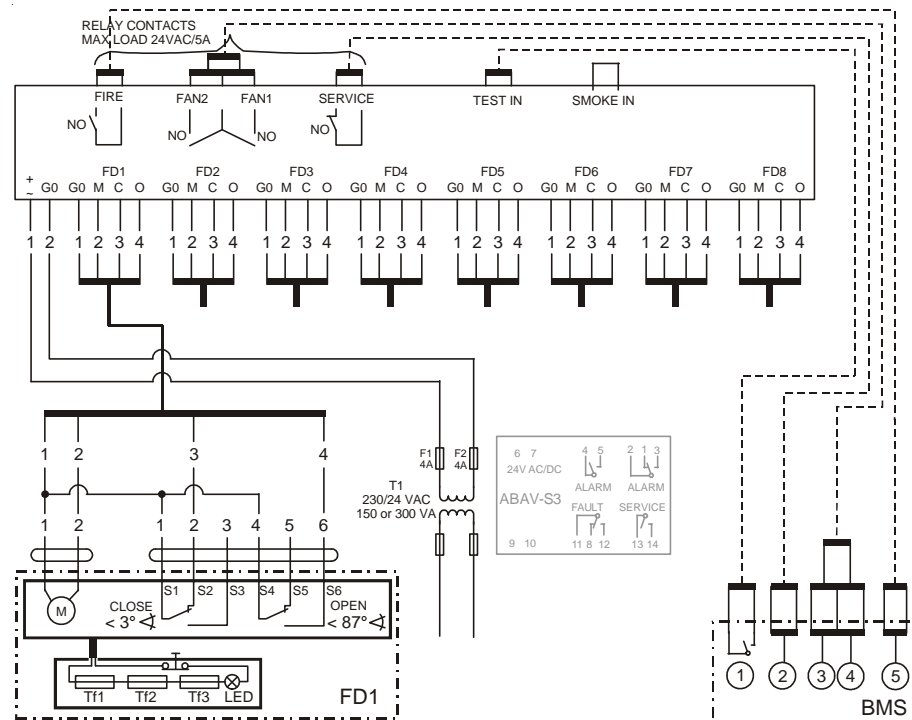 RELAY CONTACTS
MAX LOAD 24VAC/5A
FIRE
FAN2 FAN1
SERVICE
TEST IN
SMOKE IN
NO
NO NO
NO
FD1 FD2 FD3 FD4 FD5 FD6 FD7 FD8
+
~ G0 G0 M C O G0 M C O G0 M C O G0 M C O G0 M C O G0 M C O G0 M C O G0 M C O
1 2 1 2 3 4 1 2 3 4 1 2 3 4 1 2 3 4 1 2 3 4 1 2 3 4 1 2 3 4 1 2 3 4
1 2 3 4
F1 F2
4A 4A
T1
230/24 VAC
150 or 300 VA
6 7 4 5 2 1 3
24V AC/DC
ALARM ALARM
ABAV-S3
FAULT SERVICE
9 10 11 8 12 13 14
1 2 1 2 3 4 5 6
S1 S2 S3 S4 S5 S6
M
CLOSE
< 3°
OPEN
< 87°
Tf1 Tf2 Tf3 LED
FD1
1 2 3 4 5
BMS